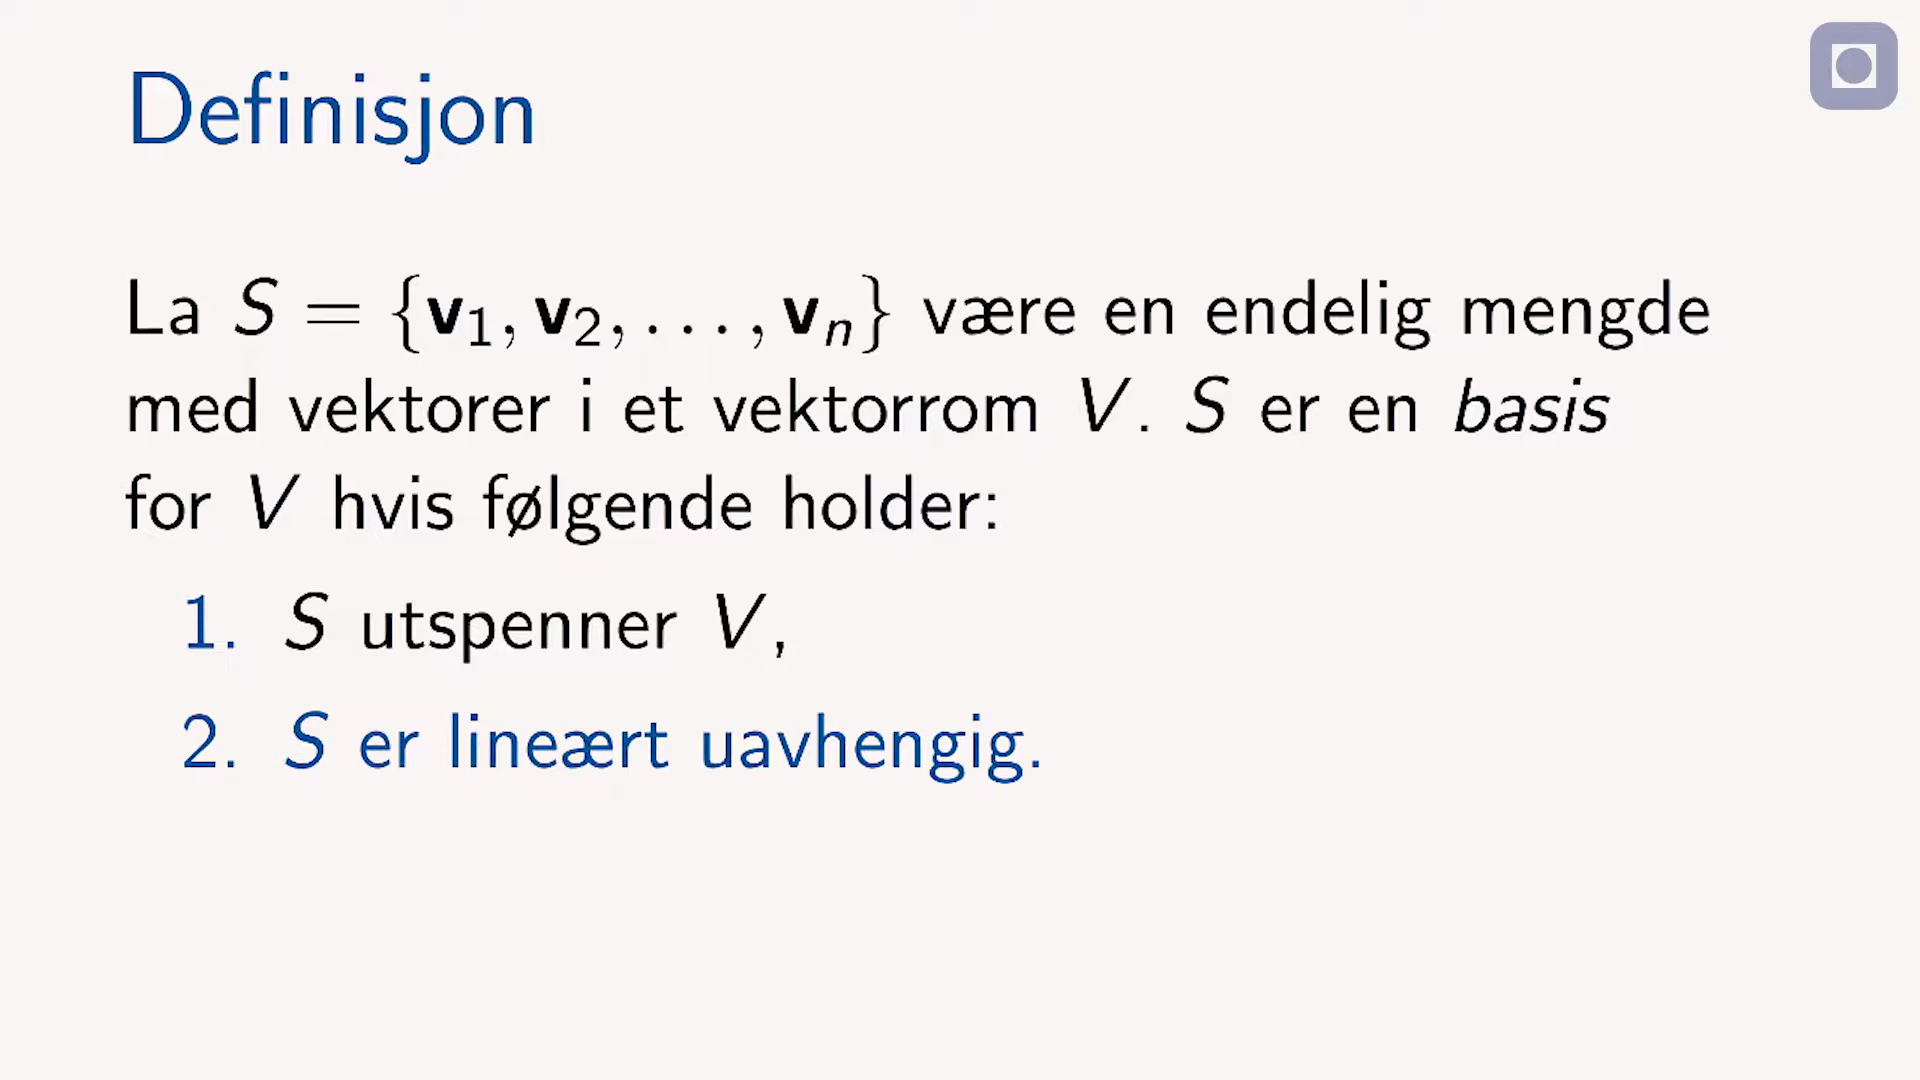 Definisjon
La S = {v₁, v₂, . . . , vₙ} være en endelig mengde
med vektorer i et vektorrom V. S er en basis
for V hvis følgende holder:
1. S utspenner V,
2. S er lineært uavhengig.